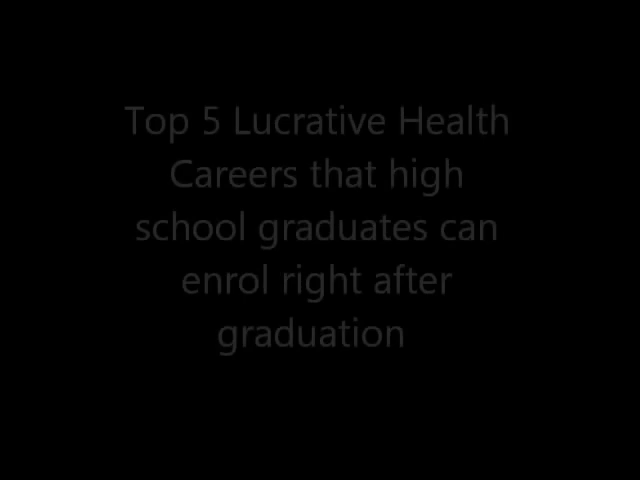 Top 5 Lucrative Health
Careers that high
school graduates can
enrol right after
graduation